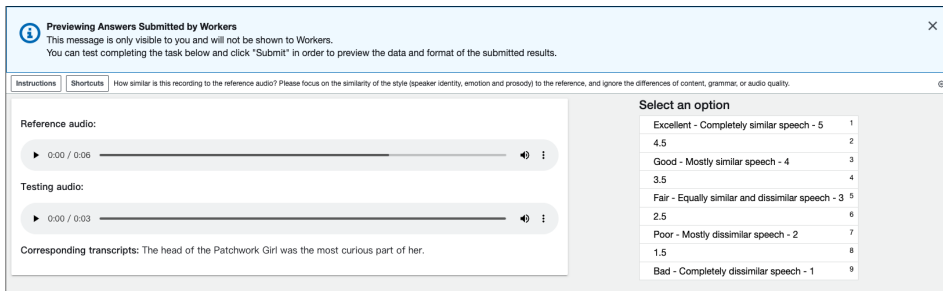 Previewing Answers Submitted by Workers
This message is only visible to you and will not be shown to Workers.
You can test completing the task below and click "Submit" in order to preview the data and format of the submitted results.
Instructions Shortcuts How similar is this recording to the reference audio? Please focus on the similarity of the style (speaker identity, emotion and prosody) to the reference, and ignore the differences of content, grammar, or audio quality.
Reference audio:
0:00 / 0:06
Testing audio:
0:00 / 0:03
Corresponding transcripts: The head of the Patchwork Girl was the most curious part of her.
Select an option
Excellent - Completely similar speech - 5 1
4.5 2
Good - Mostly similar speech - 4 3
3.5 4
Fair - Equally similar and dissimilar speech - 3 5
2.5 6
Poor - Mostly dissimilar speech - 2 7
1.5 8
Bad - Completely dissimilar speech - 1 9